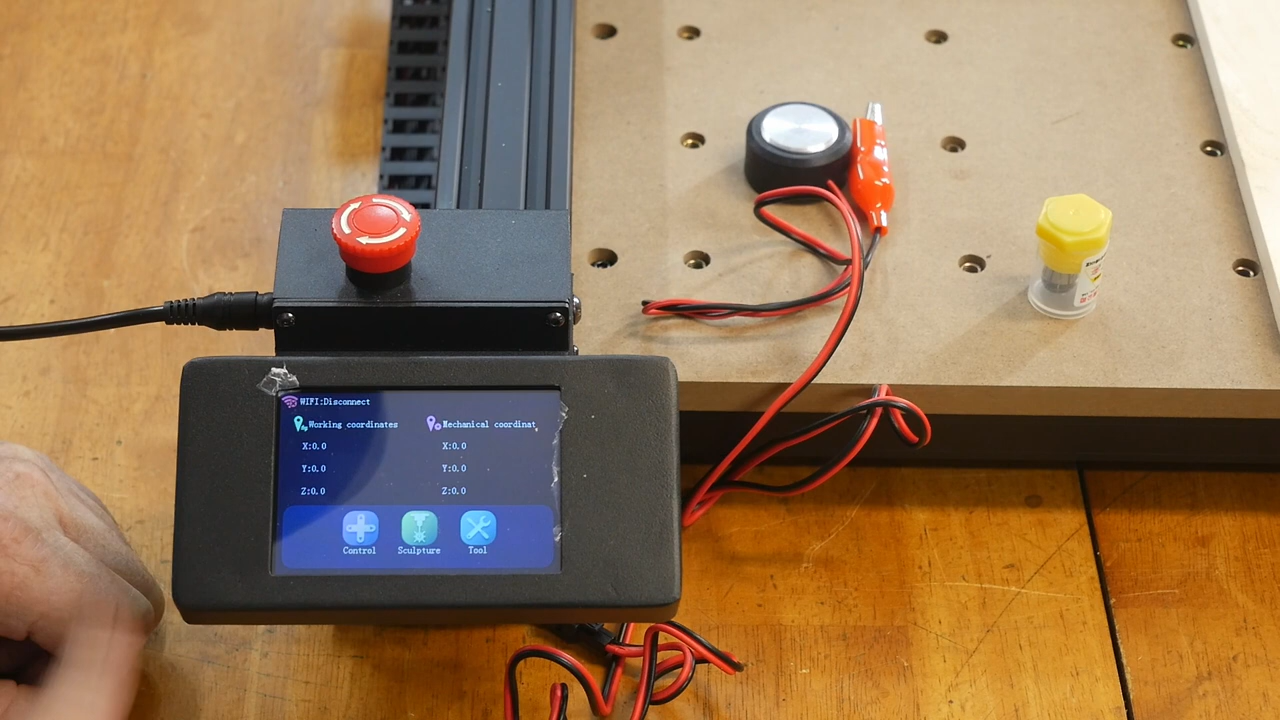 WIFI:Disconnect
Working coordinates
Mechanical coordinat
X:0.0
X:0.0
Y:0.0
Y:0.0
Z:0.0
Z:0.0
Control
Sculpture
Tool